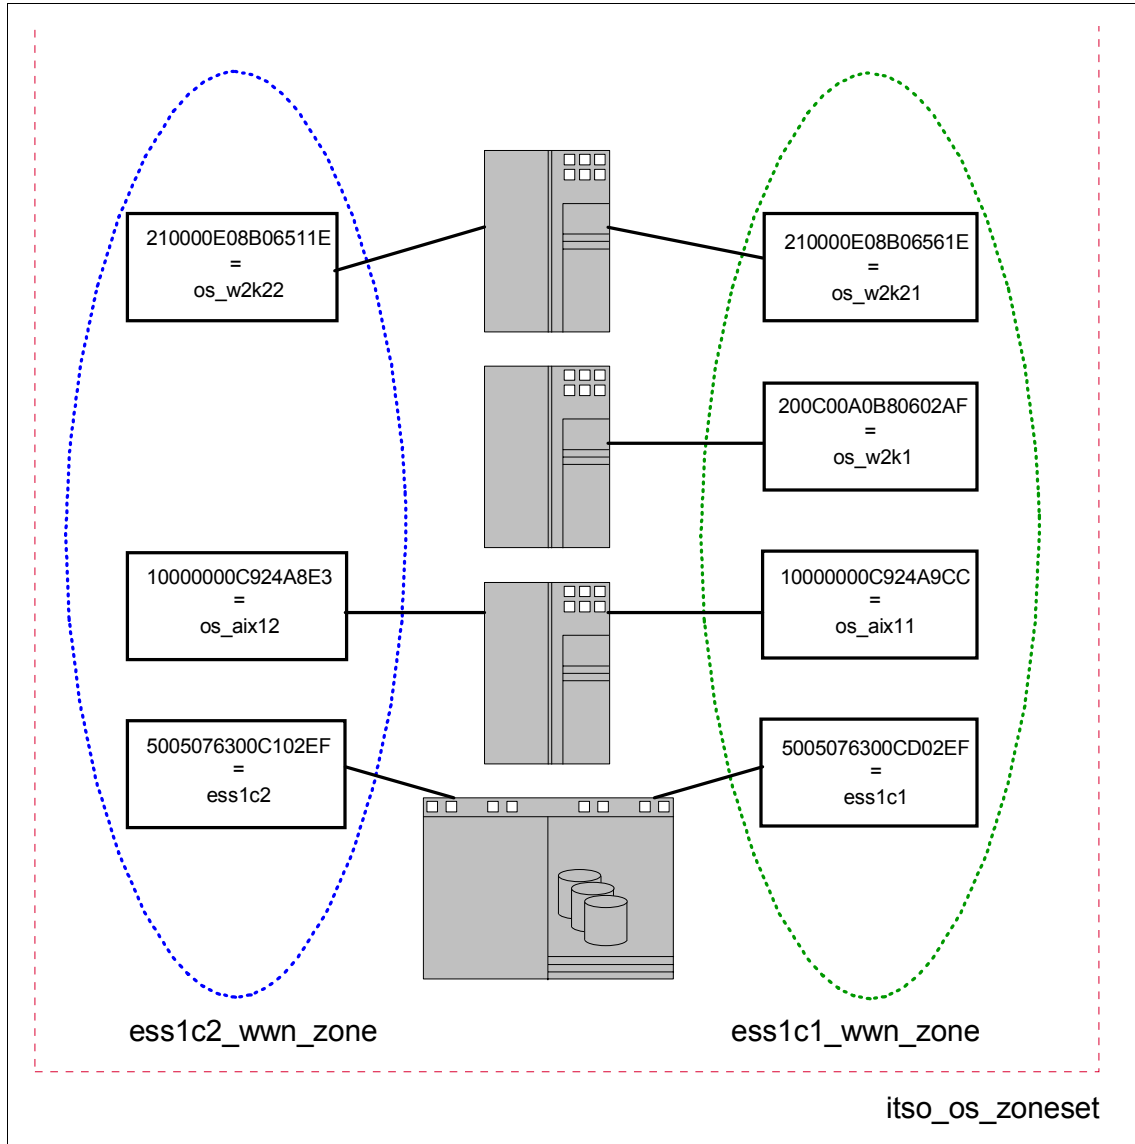 210000E08B06511E
=
os_w2k22
210000E08B06561E
=
os_w2k21
200C00A0B80602AF
=
os_w2k1
10000000C924A8E3
=
os_aix12
10000000C924A9CC
=
os_aix11
5005076300C102EF
=
ess1c2
5005076300CD02EF
=
ess1c1
ess1c2_wwn_zone
ess1c1_wwn_zone
itso_os_zoneset